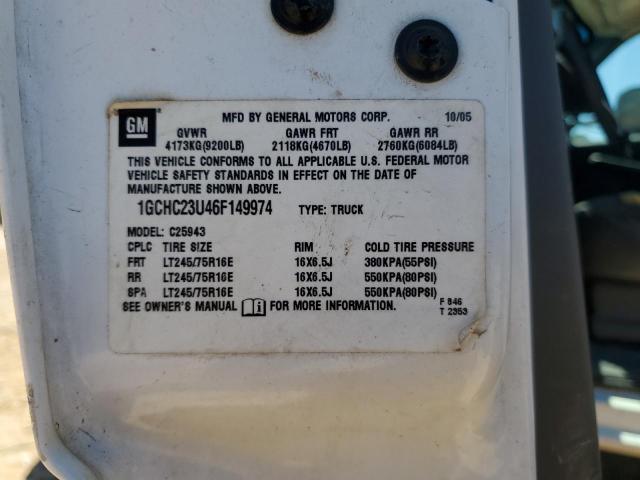 GM
MFD BY GENERAL MOTORS CORP. 10/05
GVWR GAWR FRT GAWR RR
4173KG(9200LB) 2118KG(4670LB) 2760KG(6084LB)
THIS VEHICLE CONFORMS TO ALL APPLICABLE U.S. FEDERAL MOTOR
VEHICLE SAFETY STANDARDS IN EFFECT ON THE DATE OF
MANUFACTURE SHOWN ABOVE.
1GCHC23U46F149974 TYPE: TRUCK
MODEL: C25943
CPLC TIRE SIZE RIM COLD TIRE PRESSURE
FRT LT245/75R16E 16X6.5J 380KPA(55PSI)
RR LT245/75R16E 16X6.5J 550KPA(80PSI)
SPA LT245/75R16E 16X6.5J 550KPA(80PSI)
SEE OWNER'S MANUAL FOR MORE INFORMATION.
F 846
T 2353